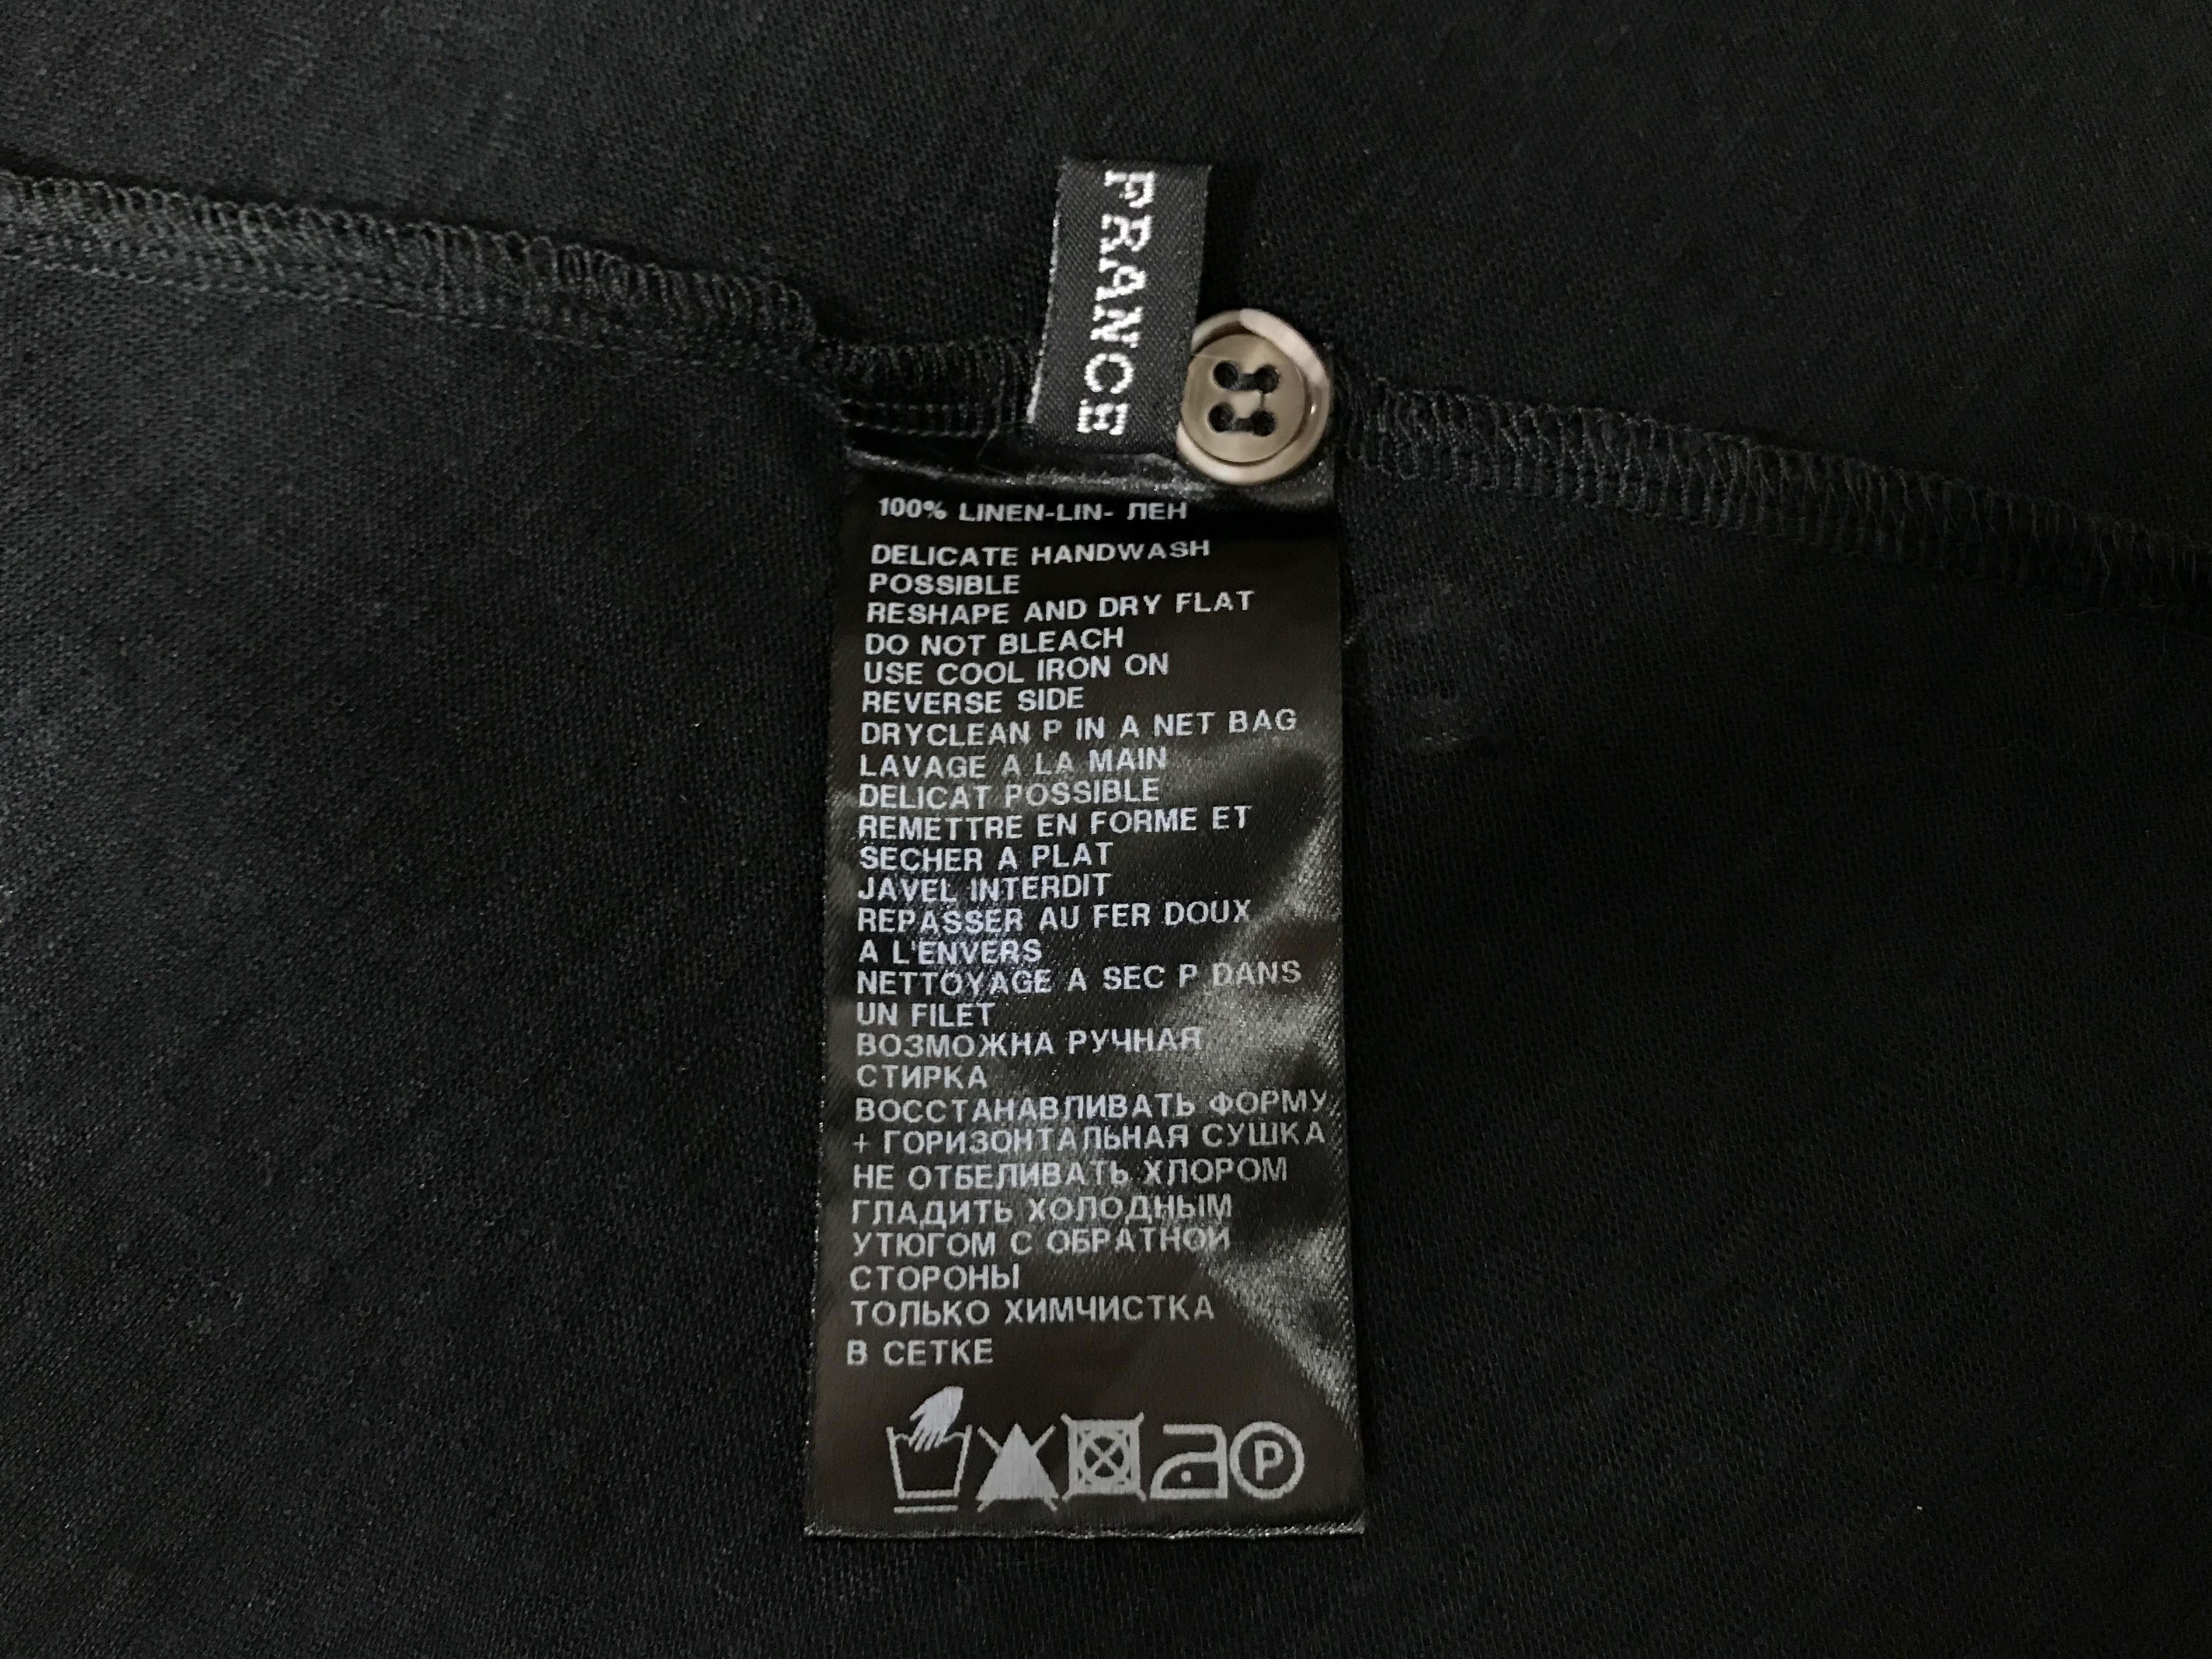 FRANCE
100% LINEN-LIN- ЛЕН
DELICATE HANDWASH
POSSIBLE
RESHAPE AND DRY FLAT
DO NOT BLEACH
USE COOL IRON ON
REVERSE SIDE
DRYCLEAN P IN A NET BAG
LAVAGE A LA MAIN
DELICAT POSSIBLE
REMETTRE EN FORME ET
SECHER A PLAT
JAVEL INTERDIT
REPASSER AU FER DOUX
A L'ENVERS
NETTOYAGE A SEC P DANS
UN FILET
ВОЗМОЖНА РУЧНАЯ
СТИРКА
ВОССТАНАВЛИВАТЬ ФОРМУ
+ ГОРИЗОНТАЛЬНАЯ СУШКА
НЕ ОТБЕЛИВАТЬ ХЛОРОМ
ГЛАДИТЬ ХОЛОДНЫМ
УТЮГОМ С ОБРАТНОЙ
СТОРОНЫ
ТОЛЬКО ХИМЧИСТКА
В СЕТКЕ
P